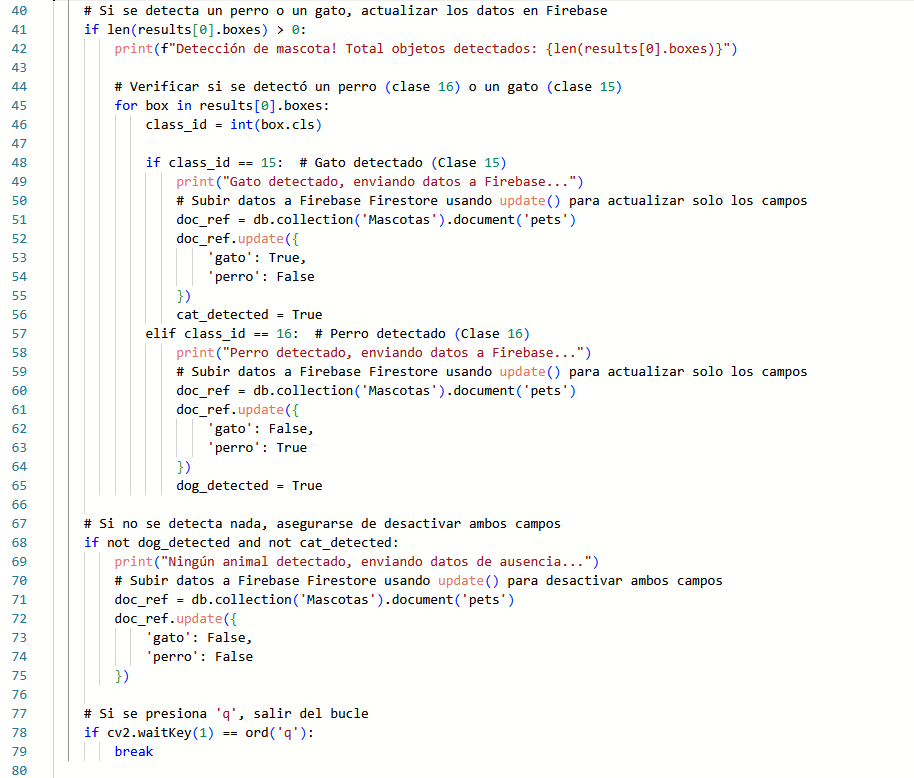 40 # Si se detecta un perro o un gato, actualizar los datos en Firebase
41 if len(results[0].boxes) > 0:
42 print(f"Detección de mascota! Total objetos detectados: {len(results[0].boxes)}")
43
44 # Verificar si se detectó un perro (clase 16) o un gato (clase 15)
45 for box in results[0].boxes:
46 class_id = int(box.cls)
47
48 if class_id == 15:  # Gato detectado (Clase 15)
49 print("Gato detectado, enviando datos a Firebase...")
50 # Subir datos a Firebase Firestore usando update() para actualizar solo los campos
51 doc_ref = db.collection('Mascotas').document('pets')
52 doc_ref.update({
53 'gato': True,
54 'perro': False
55 })
56 cat_detected = True
57 elif class_id == 16:  # Perro detectado (Clase 16)
58 print("Perro detectado, enviando datos a Firebase...")
59 # Subir datos a Firebase Firestore usando update() para actualizar solo los campos
60 doc_ref = db.collection('Mascotas').document('pets')
61 doc_ref.update({
62 'gato': False,
63 'perro': True
64 })
65 dog_detected = True
66
67 # Si no se detecta nada, asegurarse de desactivar ambos campos
68 if not dog_detected and not cat_detected:
69 print("Ningún animal detectado, enviando datos de ausencia...")
70 # Subir datos a Firebase Firestore usando update() para desactivar ambos campos
71 doc_ref = db.collection('Mascotas').document('pets')
72 doc_ref.update({
73 'gato': False,
74 'perro': False
75 })
76
77 # Si se presiona 'q', salir del bucle
78 if cv2.waitKey(1) == ord('q'):
79 break
80